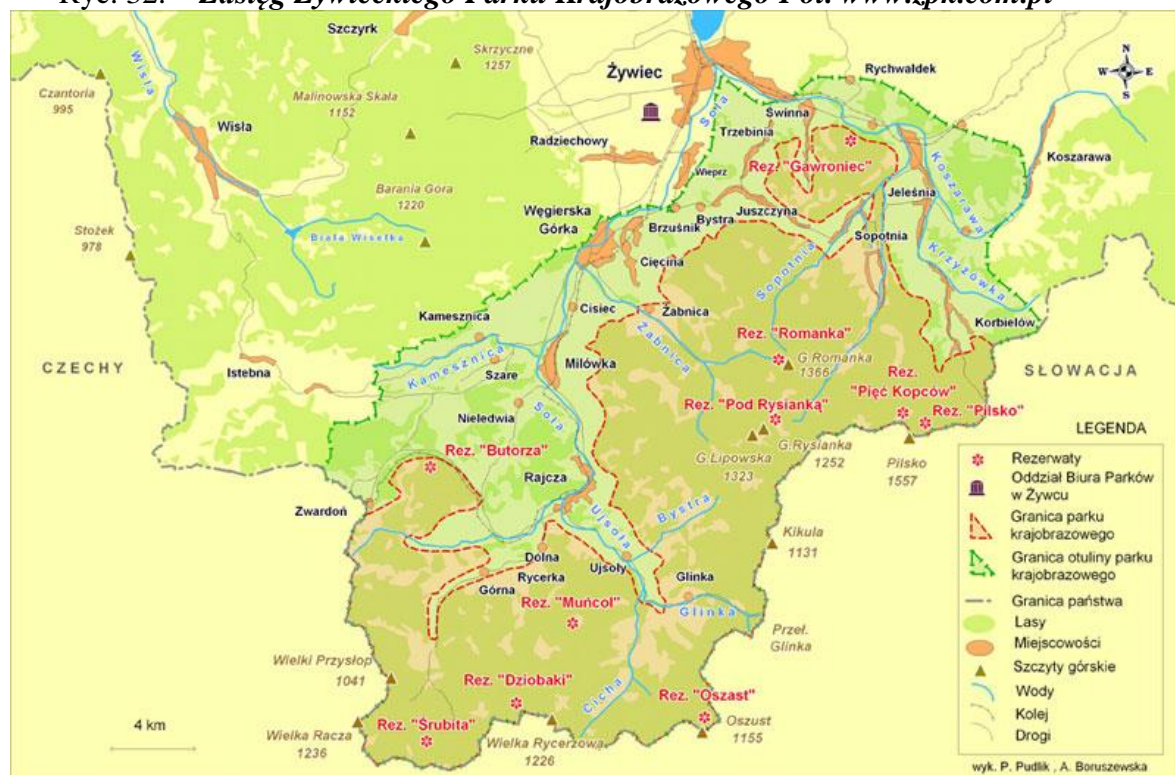 Ryc. 32. Zasięg Żywieckiego Parku Krajobrazowego Fot. www.zpk.com.pl
Szczyrk
Skrzyczne
1257
Żywiec
Rychwałdek
N
W
E
S
Czantoria
995
Wisła
Malinowska Skała
1152
Wisła
Soła
Świnna
Trzebinia
Radziechowy
Rez. "Gawroniec"
Koszarawa
Koszarawa
Wieprz
Barania Góra
1220
Jeleśnia
Węgierska
Górka
Juszczyna
Bystra
Brzuśnik
Stożek
978
Biała Wisełka
Sopotnia
Sopotnia
Krzyżówka
Cięcina
Kamesznica
Cisiec
Żabnica
Korbielów
Żabnica
Rez. "Romanka"
CZECHY
Istebna
Kamesznica
Milówka
G.Romanka
1366
SŁOWACJA
Szare
Rez.
"Pięć Kopców"
Nieledwia
Soła
Rez. "Pod Rysianką"
Rez. "Pilsko"
Rez. "Butorza"
G.Rysianka
1252
G.Lipowska
1323
Pilsko
1557
Rajcza
Zwardoń
Ujsoła
Bystra
Kikula
1131
Dolna
Rycerka
Górna
Ujsoły
Glinka
Rez. "Muńcoł"
Glinka
Przeł.
Glinka
Wielki Przysłop
1041
Rez. "Dziobaki"
Cicha
Rez. "Oszast"
Oszust
1155
Rez. "Śrubita"
Wielka Racza
1236
Wielka Rycerzowa
1226
4 km
LEGENDA
Rezerwaty
Oddział Biura Parków
w Żywcu
Granica parku
krajobrazowego
Granica otuliny parku
krajobrazowego
Granica państwa
Lasy
Miejscowości
Szczyty górskie
Wody
Kolej
Drogi
wyk. P. Pudlik , A. Boruszewska